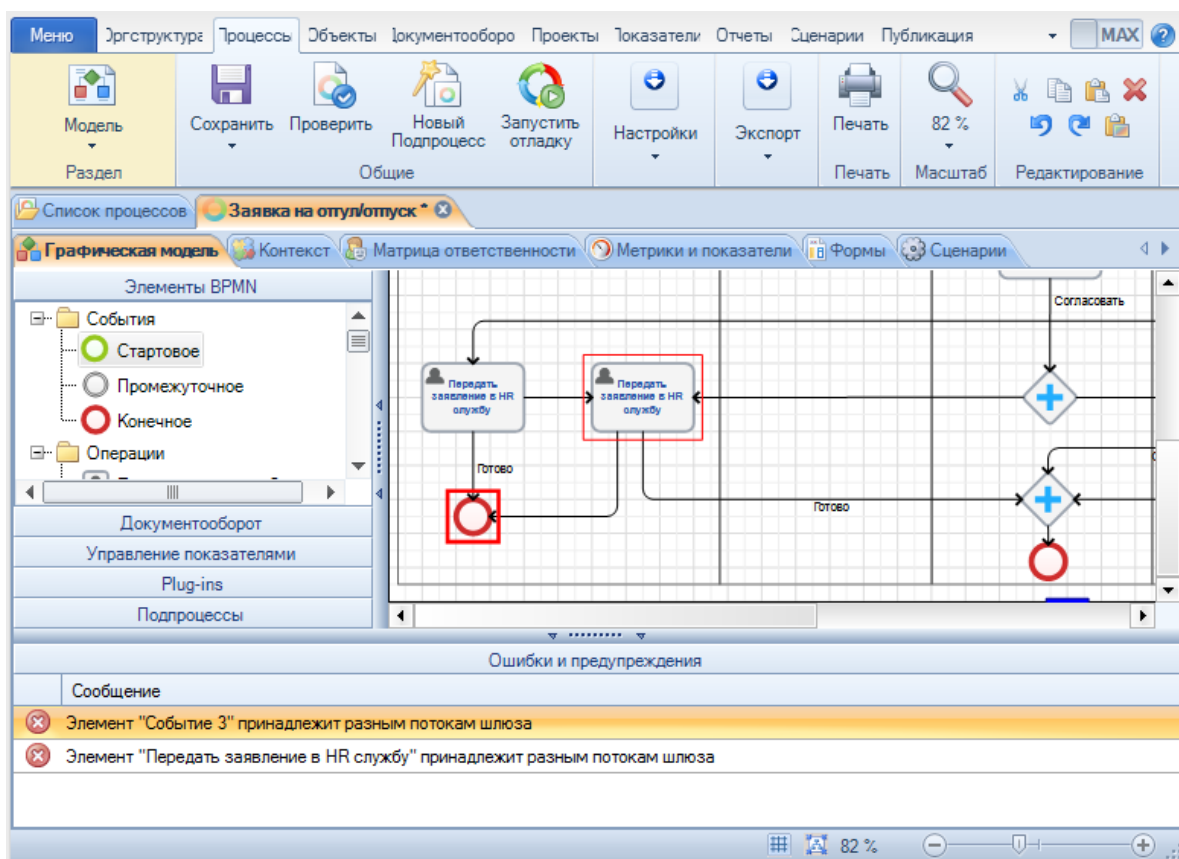 Меню Оргструктура Процессы Объекты Документооборо Проекты Показатели Отчеты Сценарии Публикация MAX
Модель
Сохранить
Проверить
Новый
Подпроцесс
Запустить
отладку
Настройки
Экспорт
Печать
82 %
Раздел
Общие
Печать
Масштаб
Редактирование
Список процессов
Заявка на отгул/отпуск *
Графическая модель
Контекст
Матрица ответственности
Метрики и показатели
Формы
Сценарии
Элементы BPMN
События
Стартовое
Промежуточное
Конечное
Операции
Документооборот
Управление показателями
Plug-ins
Подпроцессы
Согласовать
Передать
заявление в HR
службу
Передать
заявление в HR
службу
Готово
Готово
Ошибки и предупреждения
Сообщение
Элемент "Событие 3" принадлежит разным потокам шлюза
Элемент "Передать заявление в HR службу" принадлежит разным потокам шлюза
82 %